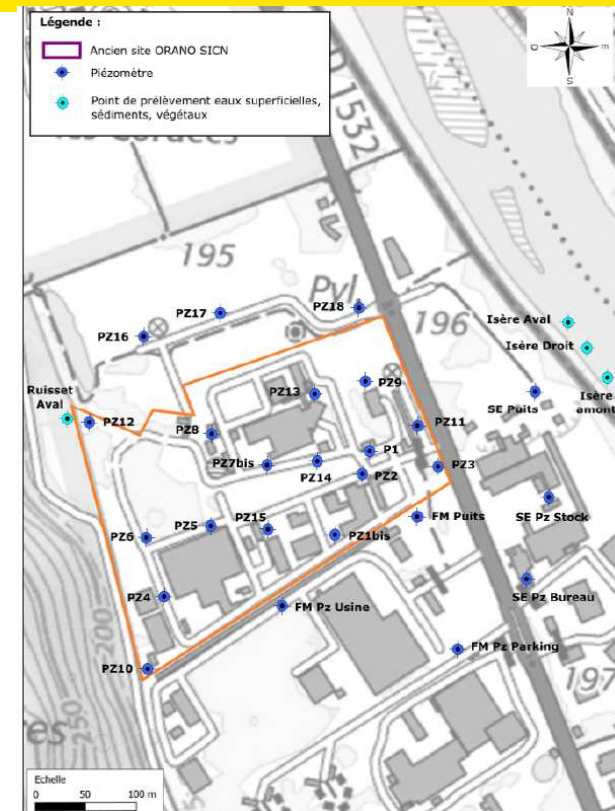 Légende :
Ancien site ORANO SICN
Piézomètre
Point de prélèvement eaux superficielles,
sédiments, végétaux
N
S
D 1532
195
Pyl
PZ17
PZ18
196
PZ16
Isère Aval
Isère Droit
Isère
amont
PZ9
PZ13
SE Puits
Ruisset
Aval
PZ12
PZ8
PZ11
P1
PZ7bis
PZ14
PZ2
PZ3
SE Pz Stock
FM Puits
PZ5
PZ15
PZ6
PZ1bis
SE Pz Bureau
PZ4
FM Pz Usine
FM Pz Parking
PZ10
197
200
250
Echelle
0 50 100 m